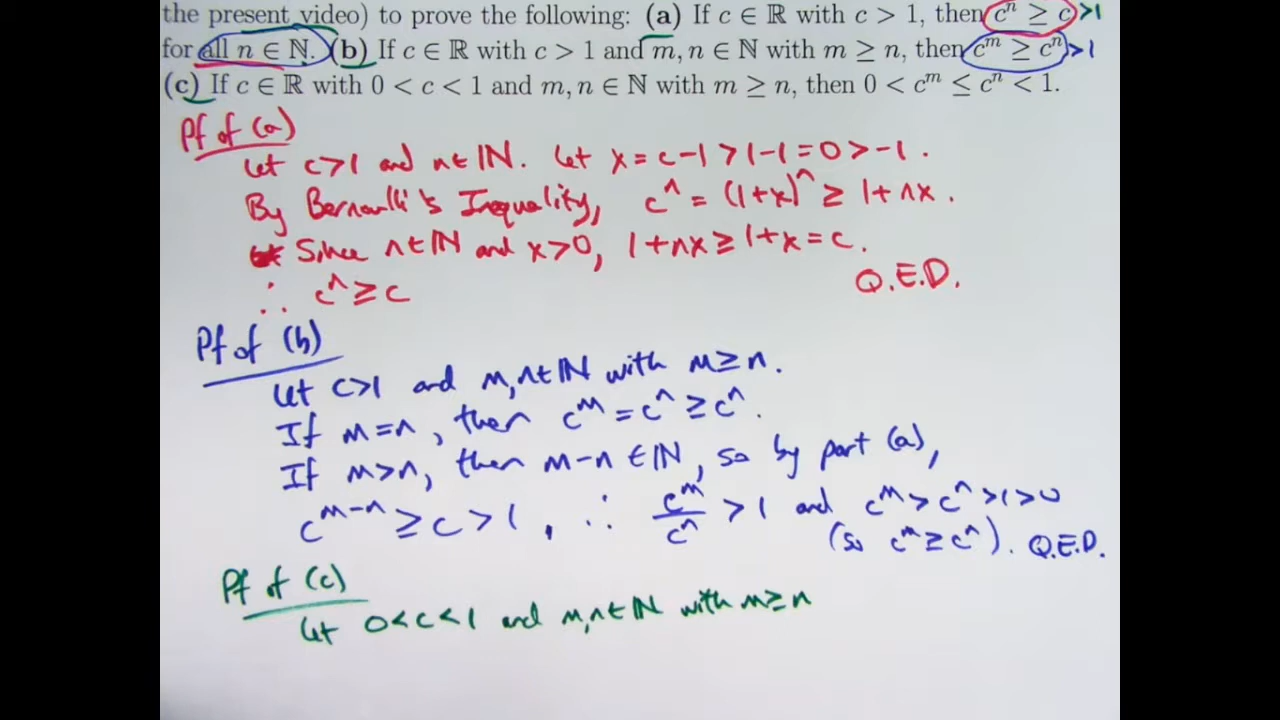 the present video) to prove the following: (a) If c ∈ ℝ with c > 1, then cⁿ ≥ c >1
for all n ∈ ℕ. (b) If c ∈ ℝ with c > 1 and m, n ∈ ℕ with m ≥ n, then cᵐ ≥ cⁿ >1
(c) If c ∈ ℝ with 0 < c < 1 and m, n ∈ ℕ with m ≥ n, then 0 < cᵐ ≤ cⁿ < 1.
Pf of (a)
Let c>1 and n∈ℕ. Let x = c-1 > 1-1 = 0 > -1.
By Bernoulli's Inequality, cⁿ = (1+x)ⁿ ≥ 1+nx.
Since n∈ℕ and x>0, 1+nx ≥ 1+x = c.
∴ cⁿ ≥ c Q.E.D.
Pf of (b)
Let c>1 and m,n∈ℕ with m≥n.
If m=n, then cᵐ = cⁿ ≥ cⁿ.
If m>n, then m-n ∈ℕ, so by part (a),
cᵐ⁻ⁿ ≥ c > 1, ∴ cᵐ/cⁿ > 1 and cᵐ > cⁿ >1>0
(so cᵐ ≥ cⁿ). Q.E.D.
Pf of (c)
Let 0<c<1 and m,n∈ℕ with m≥n